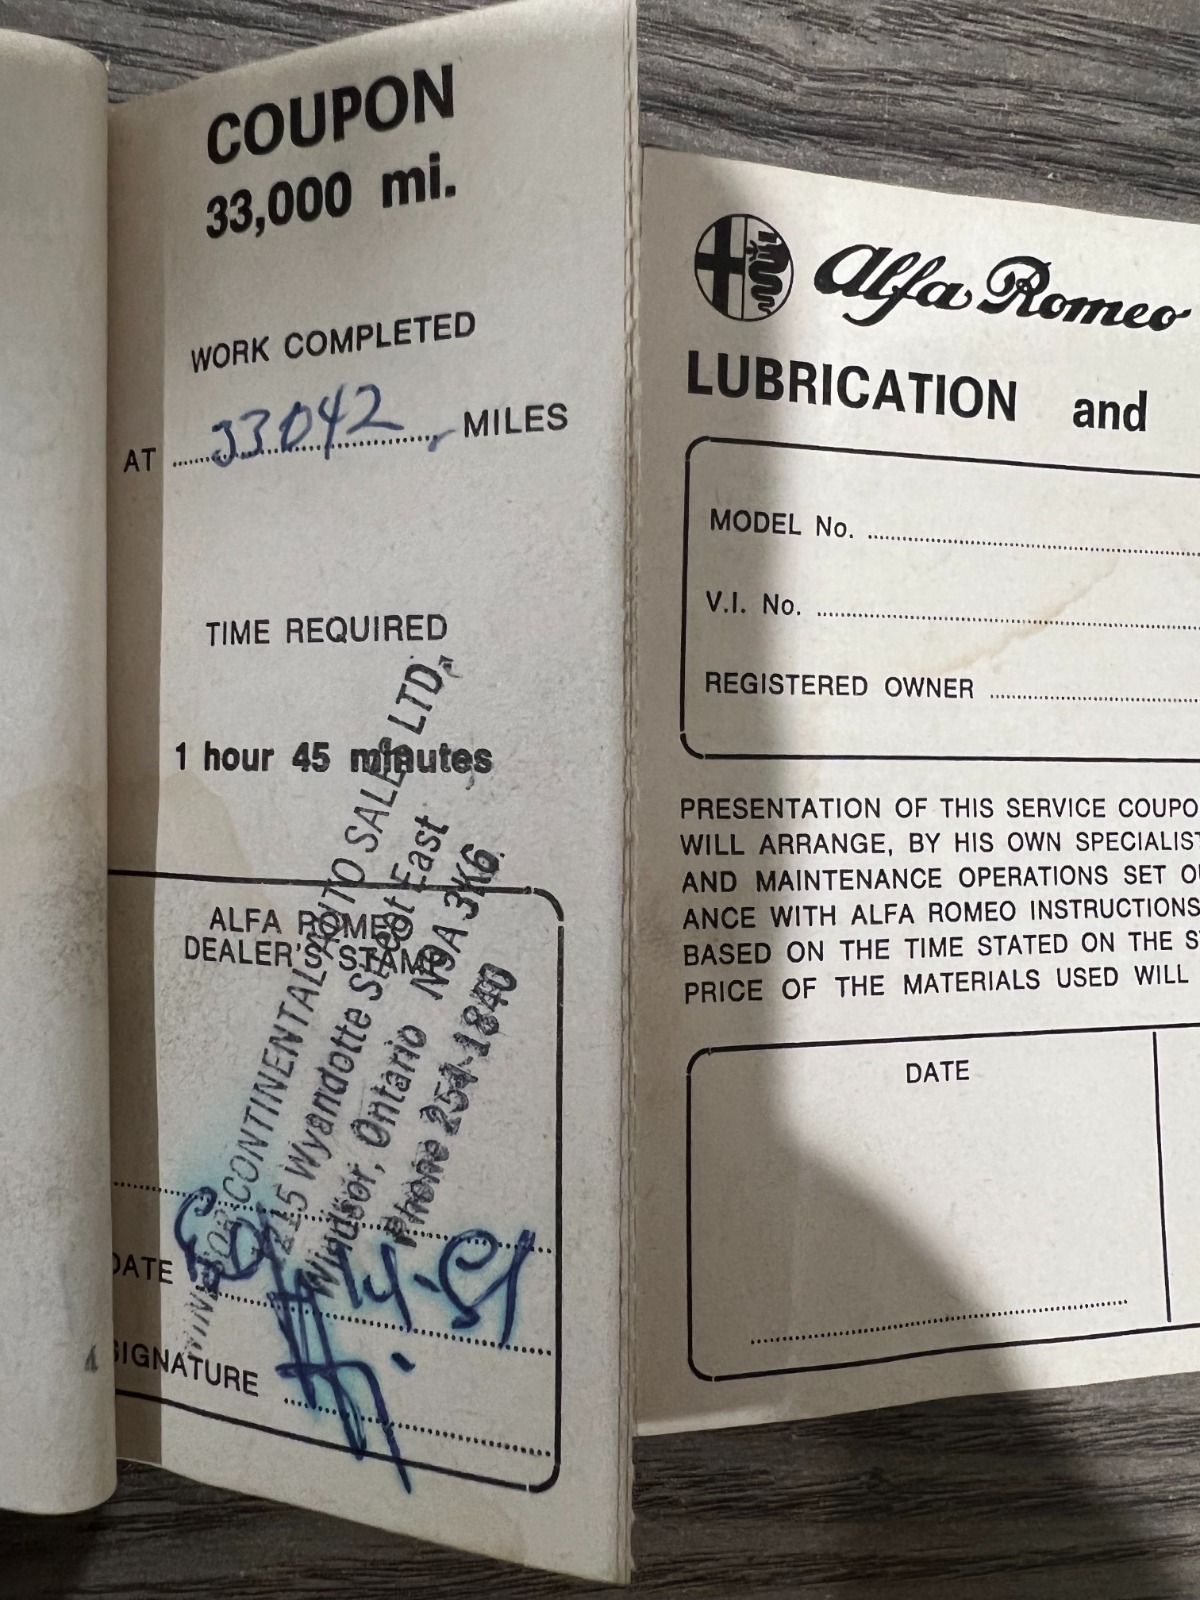 COUPON
33,000 mi.
WORK COMPLETED
AT 33042 MILES
TIME REQUIRED
1 hour 45 minutes
ALFA ROMEO
DEALER'S STAMP
CONTINENTAL AUTO SALES LTD.
215 Wyandotte Street East
Windsor, Ontario N9A 3K6
Phone 254-1840
DATE 14-81
SIGNATURE
Alfa Romeo
LUBRICATION and
MODEL No.
V.I. No.
REGISTERED OWNER
PRESENTATION OF THIS SERVICE COUPO
WILL ARRANGE, BY HIS OWN SPECIALIST
AND MAINTENANCE OPERATIONS SET OU
ANCE WITH ALFA ROMEO INSTRUCTIONS
BASED ON THE TIME STATED ON THE S
PRICE OF THE MATERIALS USED WILL
DATE